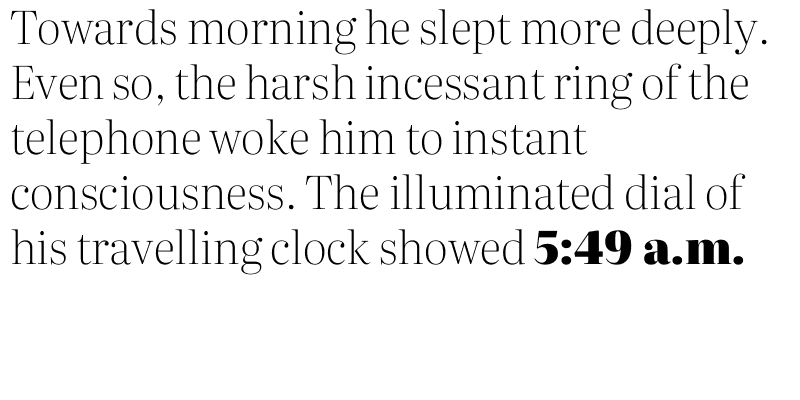 Towards morning he slept more deeply.
Even so, the harsh incessant ring of the
telephone woke him to instant
consciousness. The illuminated dial of
his travelling clock showed 5:49 a.m.